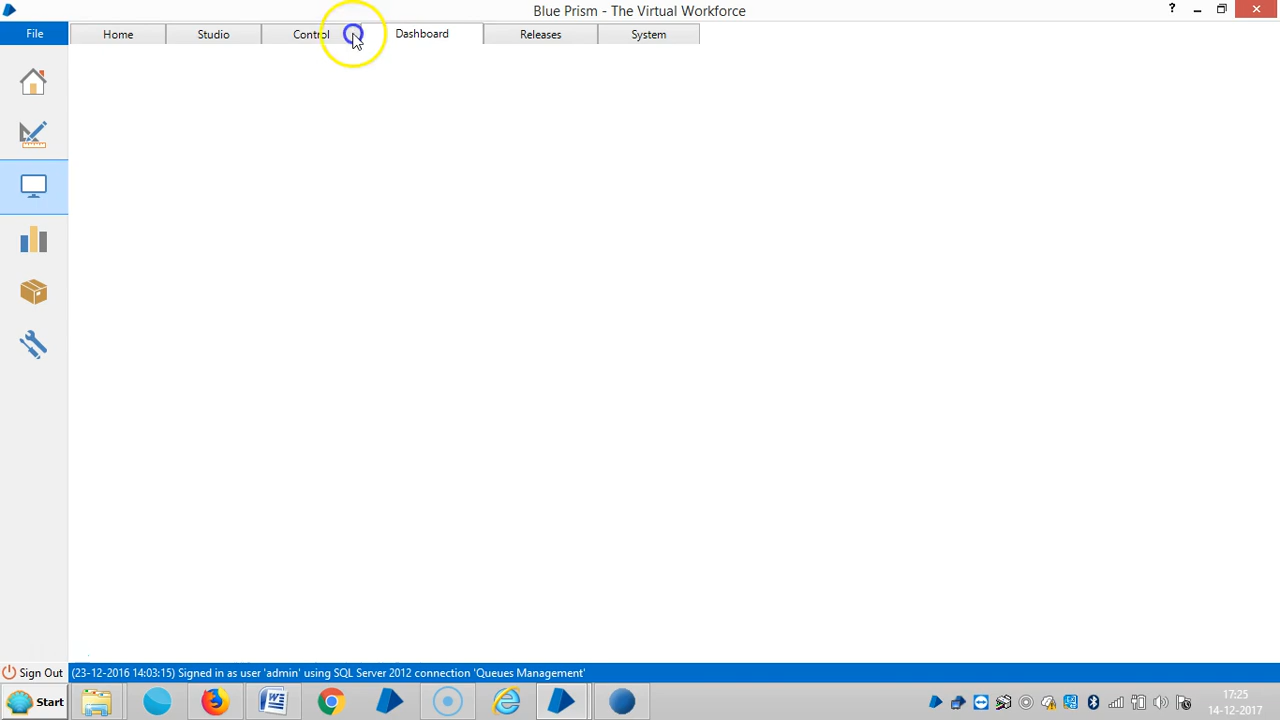 Blue Prism - The Virtual Workforce
?
File
Home
Studio
Control
Dashboard
Releases
System
Sign Out
(23-12-2016 14:03:15) Signed in as user 'admin' using SQL Server 2012 connection 'Queues Management'
Start
17:25
14-12-2017